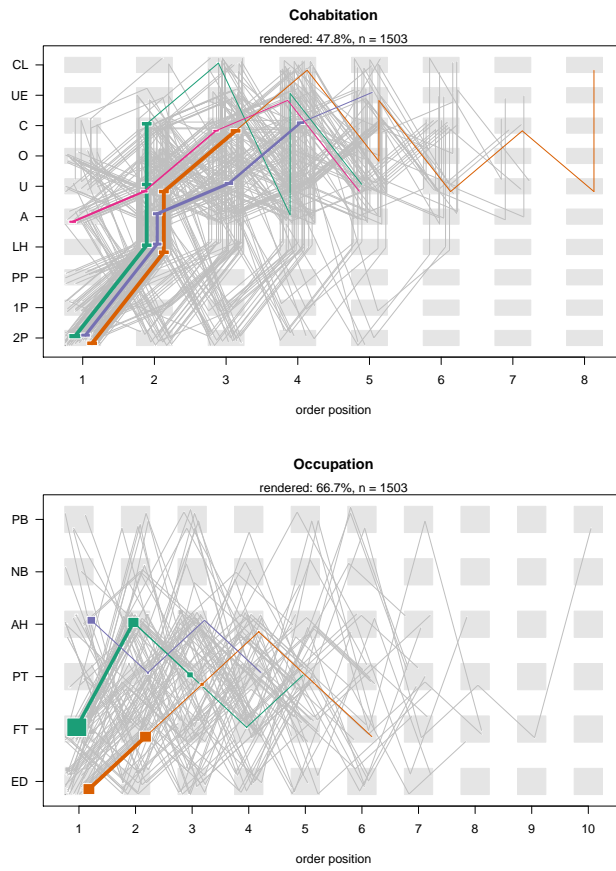 Cohabitation
rendered: 47.8%, n = 1503
CL
UE
C
O
U
A
LH
PP
1P
2P
1 2 3 4 5 6 7 8
order position
Occupation
rendered: 66.7%, n = 1503
PB
NB
AH
PT
FT
ED
1 2 3 4 5 6 7 8 9 10
order position